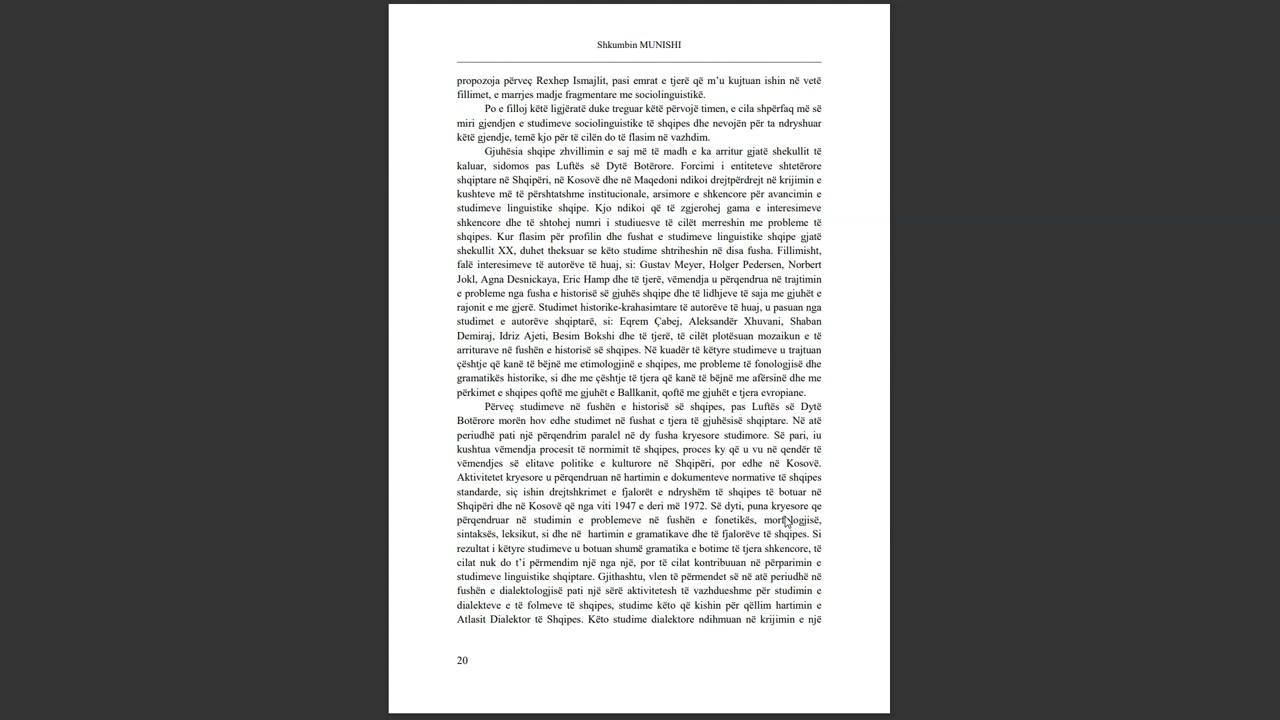 Shkumbin MUNISHI
propozoja përveç Rexhep Ismajlit, pasi emrat e tjerë që m’u kujtuan ishin në vetë
fillimet, e marrjes madje fragmentare me sociolinguistikë.
Po e filloj këtë ligjëratë duke treguar këtë përvojë timen, e cila shpërfaq më së
miri gjendjen e studimeve sociolinguistike të shqipes dhe nevojën për ta ndryshuar
këtë gjendje, temë kjo për të cilën do të flasim në vazhdim.
Gjuhësia shqipe zhvillimin e saj më të madh e ka arritur gjatë shekullit të
kaluar, sidomos pas Luftës së Dytë Botërore. Forcimi i entiteteve shtetërore
shqiptare në Shqipëri, në Kosovë dhe në Maqedoni ndikoi drejtpërdrejt në krijimin e
kushteve më të përshtatshme institucionale, arsimore e shkencore për avancimin e
studimeve linguistike shqipe. Kjo ndikoi që të zgjerohej gama e interesimeve
shkencore dhe të shtohej numri i studiuesve të cilët merreshin me probleme të
shqipes. Kur flasim për profilin dhe fushat e studimeve linguistike shqipe gjatë
shekullit XX, duhet theksuar se këto studime shtriheshin në disa fusha. Fillimisht,
falë interesimeve të autorëve të huaj, si: Gustav Meyer, Holger Pedersen, Norbert
Jokl, Agna Desnickaya, Eric Hamp dhe të tjerë, vëmendja u përqendrua në trajtimin
e probleme nga fusha e historisë së gjuhës shqipe dhe të lidhjeve të saja me gjuhët e
rajonit e me gjerë. Studimet historike-krahasimtare të autorëve të huaj, u pasuan nga
studimet e autorëve shqiptarë, si: Eqrem Çabej, Aleksandër Xhuvani, Shaban
Demiraj, Idriz Ajeti, Besim Bokshi dhe të tjerë, të cilët plotësuan mozaikun e të
arriturave në fushën e historisë së shqipes. Në kuadër të këtyre studimeve u trajtuan
çështje që kanë të bëjnë me etimologjinë e shqipes, me probleme të fonologjisë dhe
gramatikës historike, si dhe me çështje të tjera që kanë të bëjnë me afërsinë dhe me
përkimet e shqipes qoftë me gjuhët e Ballkanit, qoftë me gjuhët e tjera evropiane.
Përveç studimeve në fushën e historisë së shqipes, pas Luftës së Dytë
Botërore morën hov edhe studimet në fushat e tjera të gjuhësisë shqiptare. Në atë
periudhë pati një përqendrim paralel në dy fusha kryesore studimore. Së pari, iu
kushtua vëmendja procesit të normimit të shqipes, proces ky që u vu në qendër të
vëmendjes së elitave politike e kulturore në Shqipëri, por edhe në Kosovë.
Aktivitetet kryesore u përqendruan në hartimin e dokumenteve normative të shqipes
standarde, siç ishin drejtshkrimet e fjalorët e ndryshëm të shqipes të botuar në
Shqipëri dhe në Kosovë që nga viti 1947 e deri më 1972. Së dyti, puna kryesore qe
përqendruar në studimin e problemeve në fushën e fonetikës, morfologjisë,
sintaksës, leksikut, si dhe në hartimin e gramatikave dhe të fjalorëve të shqipes. Si
rezultat i këtyre studimeve u botuan shumë gramatika e botime të tjera shkencore, të
cilat nuk do t’i përmendim një nga një, por të cilat kontribuuan në përparimin e
studimeve linguistike shqiptare. Gjithashtu, vlen të përmendet së në atë periudhë në
fushën e dialektologjisë pati një sërë aktivitetesh të vazhdueshme për studimin e
dialekteve e të folmeve të shqipes, studime këto që kishin për qëllim hartimin e
Atlasit Dialektor të Shqipes. Këto studime dialektore ndihmuan në krijimin e një
20